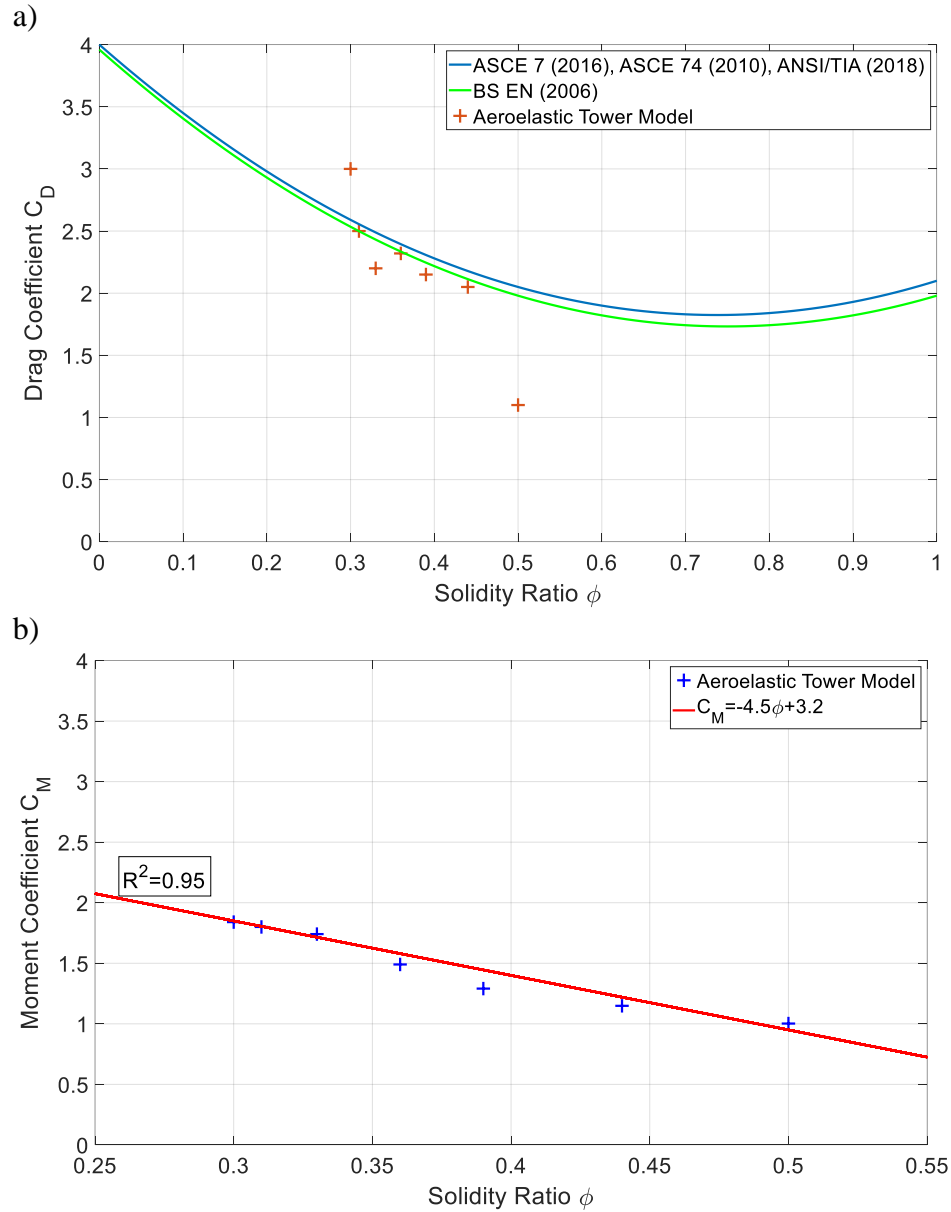 a)
4
3.5
3
2.5
2
1.5
1
0.5
0
Drag Coefficient C_D
ASCE 7 (2016), ASCE 74 (2010), ANSI/TIA (2018)
BS EN (2006)
Aeroelastic Tower Model
0 0.1 0.2 0.3 0.4 0.5 0.6 0.7 0.8 0.9 1
Solidity Ratio ϕ
b)
4
3.5
3
2.5
2
1.5
1
0.5
0
Moment Coefficient C_M
Aeroelastic Tower Model
C_M=-4.5ϕ+3.2
R²=0.95
0.25 0.3 0.35 0.4 0.45 0.5 0.55
Solidity Ratio ϕ